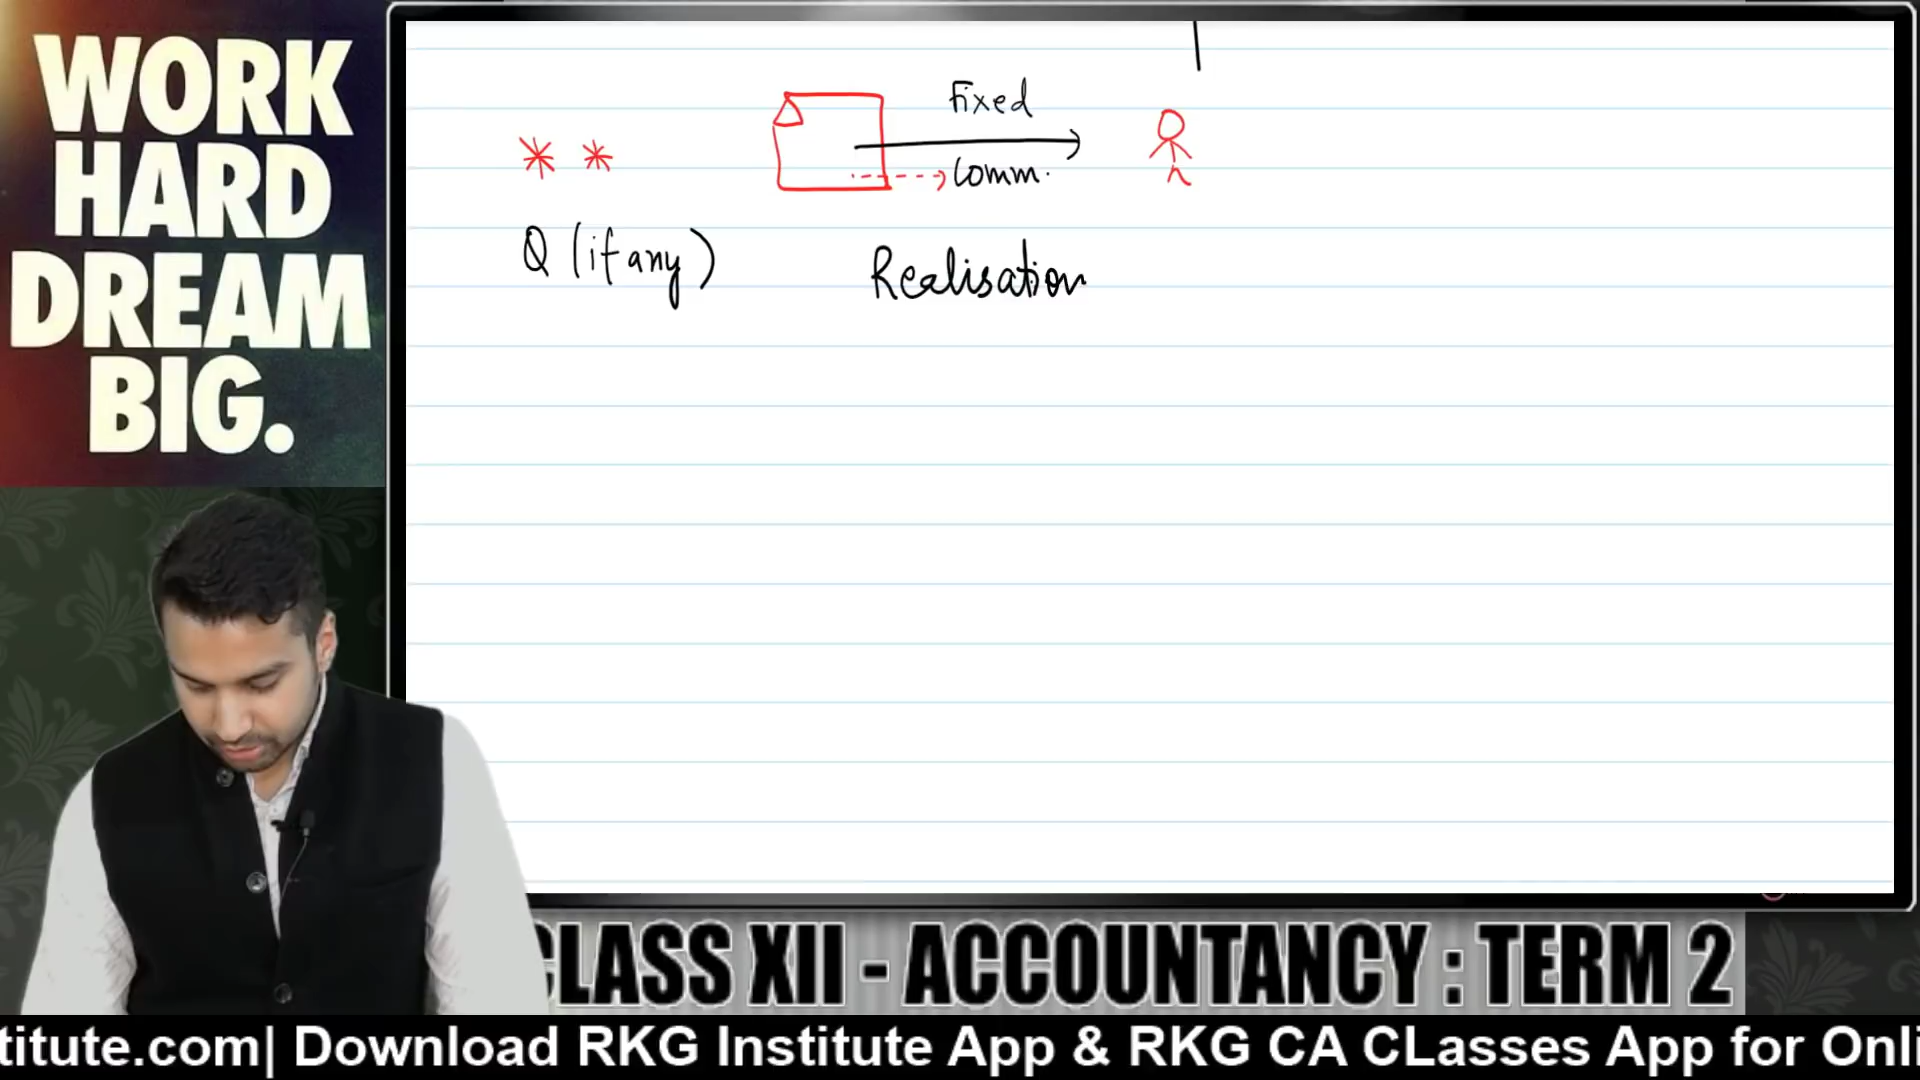 WORK
HARD
DREAM
BIG.
Fixed
Comm.
Q (if any)
Realisation
CLASS XII - ACCOUNTANCY : TERM 2
titute.com| Download RKG Institute App & RKG CA CLasses App for Onli